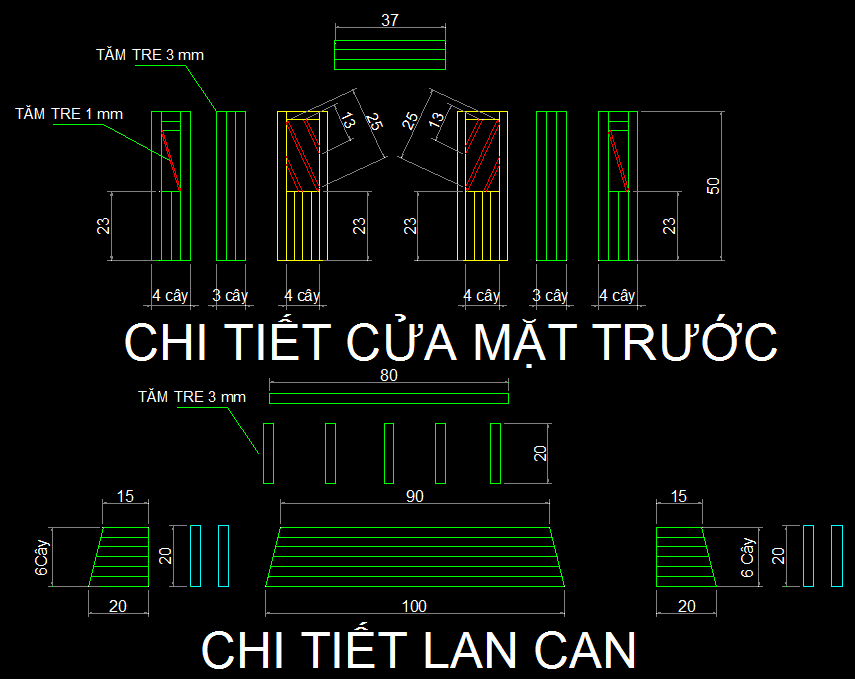 37
TĂM TRE 3 mm
TĂM TRE 1 mm
13
25
25
13
50
23
23
23
23
4 cây
3 cây
4 cây
4 cây
3 cây
4 cây
CHI TIẾT CỬA MẶT TRƯỚC
80
TĂM TRE 3 mm
20
15
90
15
6Cây
20
6 Cây
20
20
100
20
CHI TIẾT LAN CAN